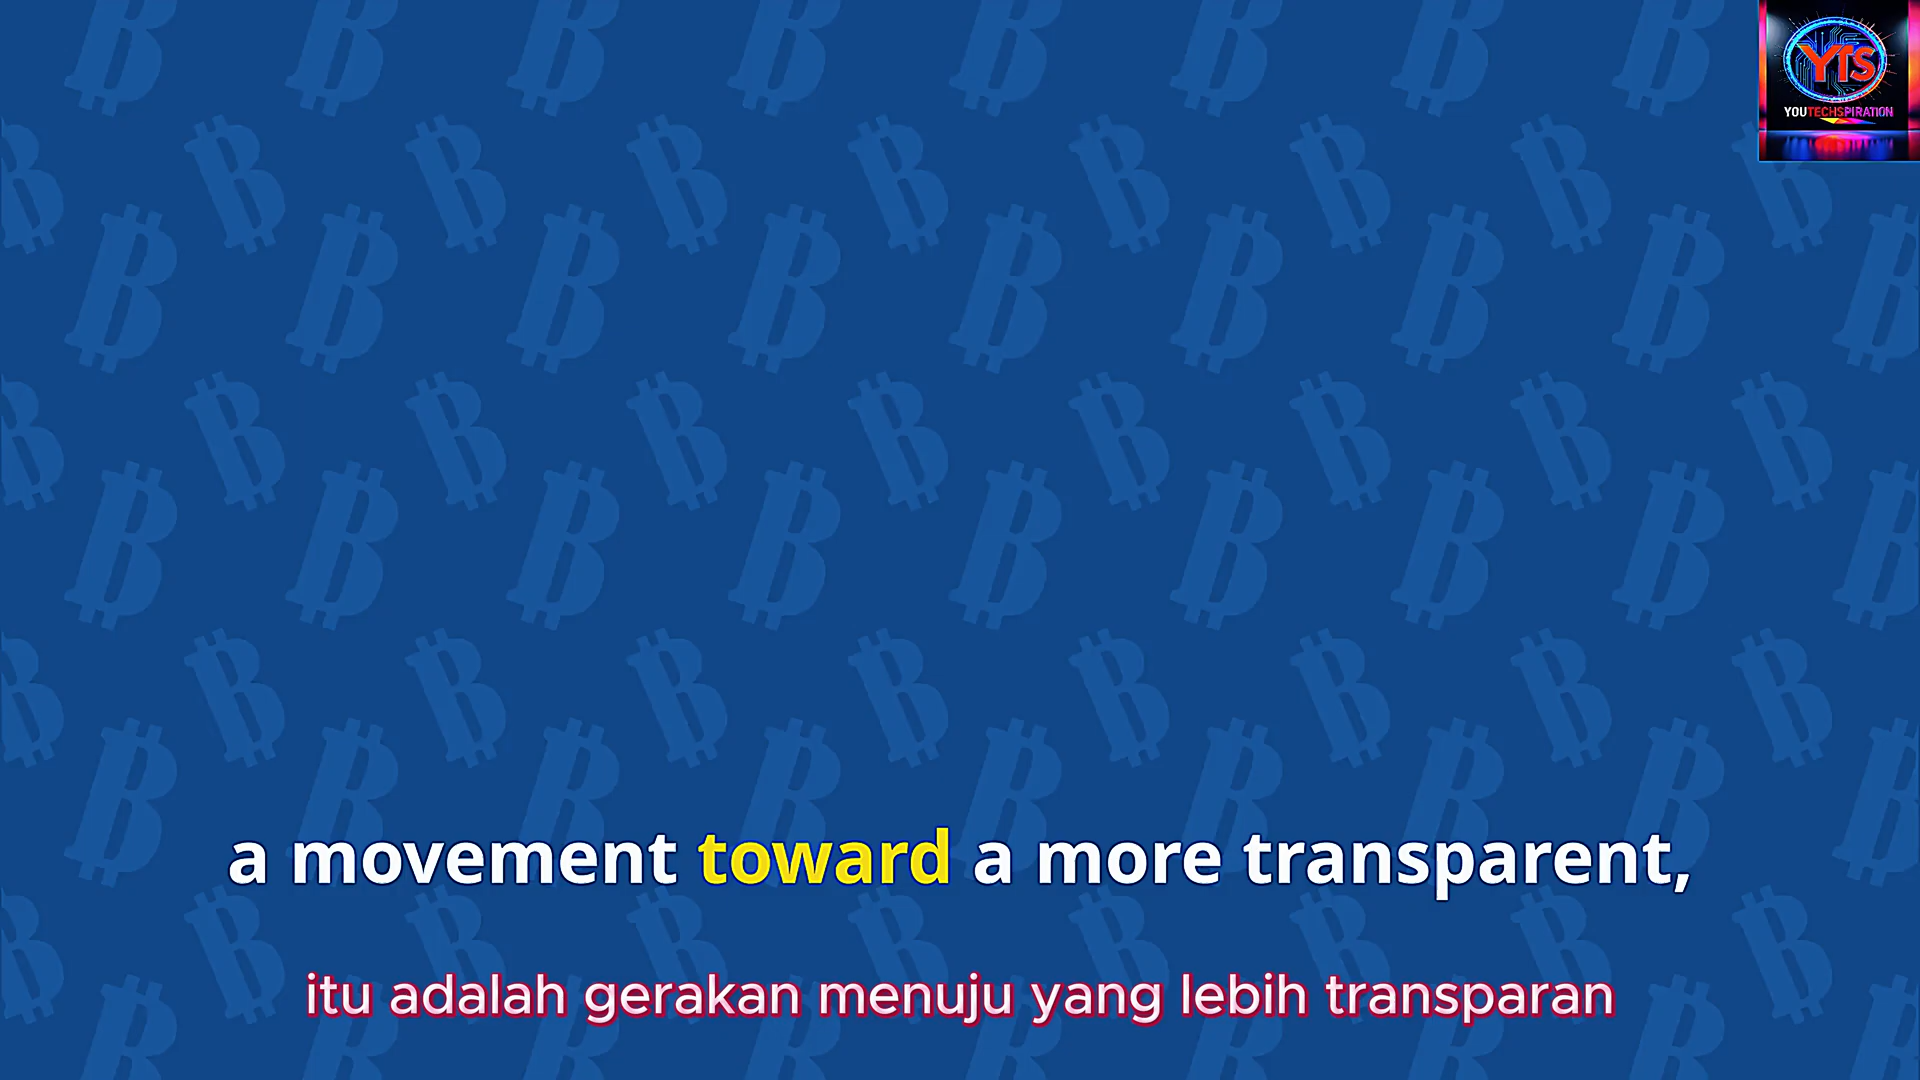 YTS
YOUTECHSPIRATION
a movement toward a more transparent,
itu adalah gerakan menuju yang lebih transparan